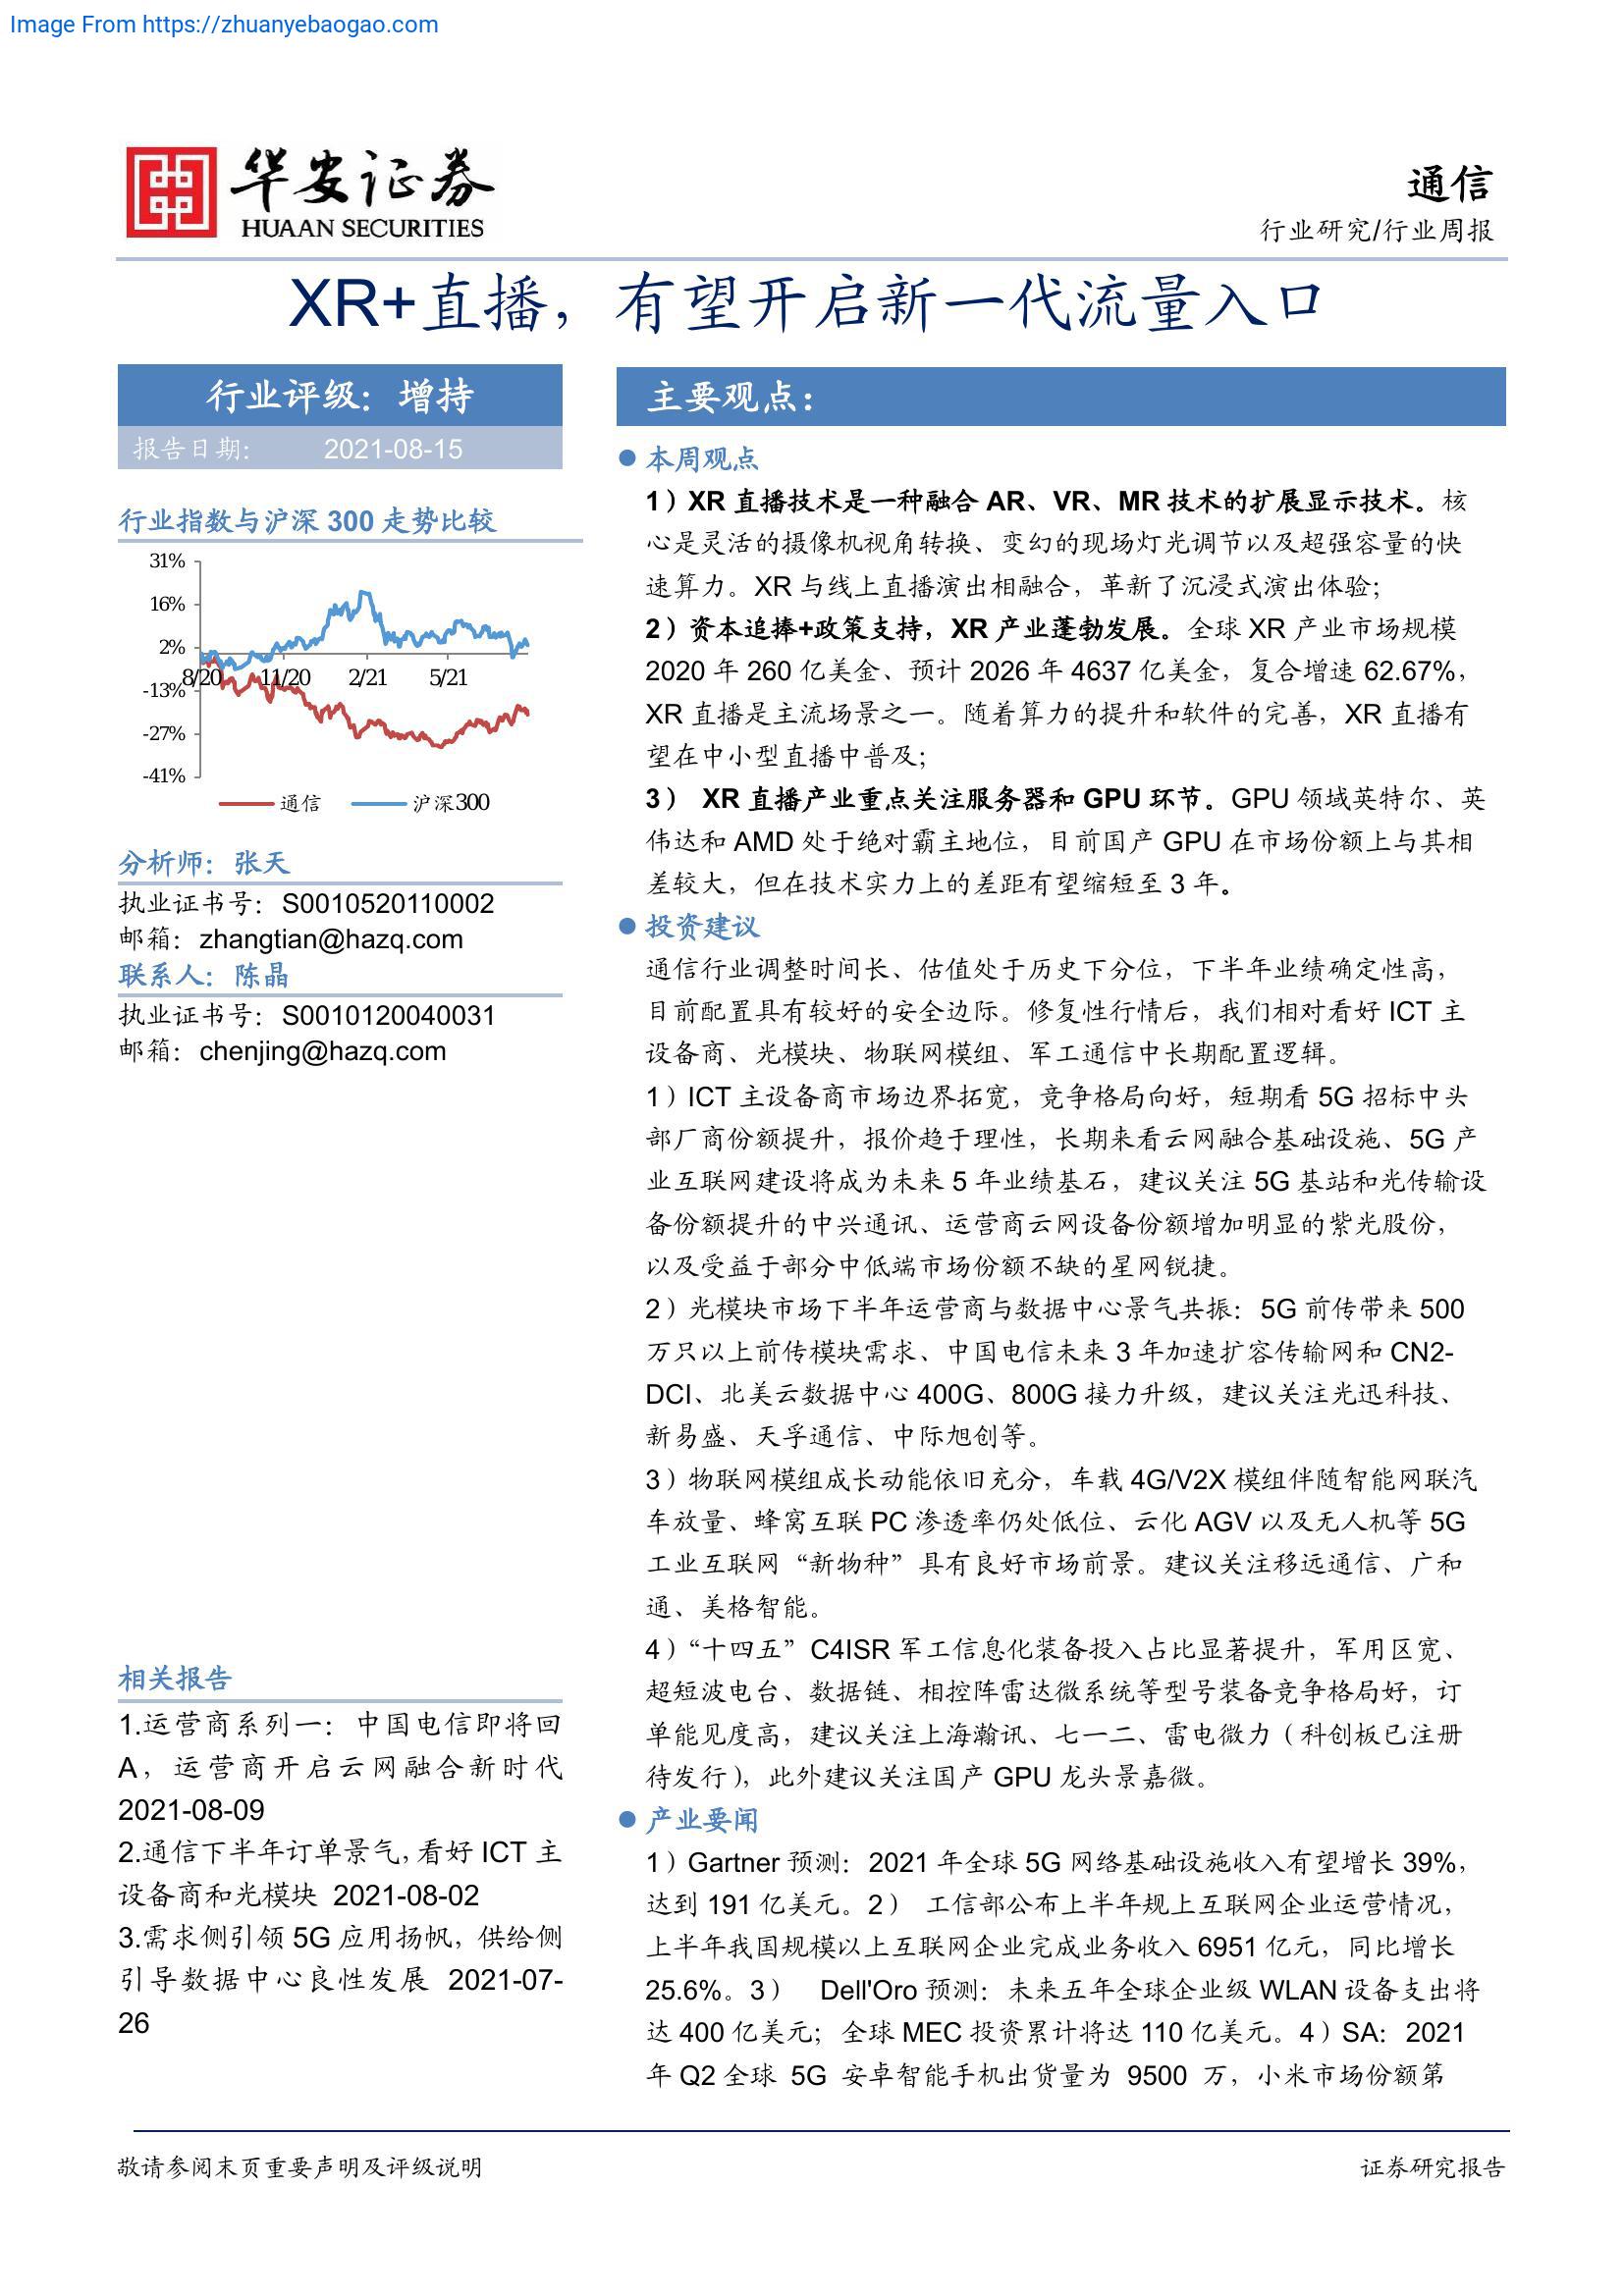 Image From https://zhuanyebaogao.com
华安证券
HUAAN SECURITIES
通信
行业研究/行业周报
XR+直播，有望开启新一代流量入口
行业评级：增持
报告日期： 2021-08-15
行业指数与沪深 300 走势比较
31%
16%
2%
-13%
-27%
-41%
8/20 11/20 2/21 5/21
通信 沪深300
分析师：张天
执业证书号：S0010520110002
邮箱：zhangtian@hazq.com
联系人：陈晶
执业证书号：S0010120040031
邮箱：chenjing@hazq.com
相关报告
1.运营商系列一：中国电信即将回
A，运营商开启云网融合新时代
2021-08-09
2.通信下半年订单景气，看好 ICT 主
设备商和光模块 2021-08-02
3.需求侧引领 5G 应用扬帆，供给侧
引导数据中心良性发展 2021-07-
26
主要观点：
本周观点
1）XR 直播技术是一种融合 AR、VR、MR 技术的扩展显示技术。核
心是灵活的摄像机视角转换、变幻的现场灯光调节以及超强容量的快
速算力。XR 与线上直播演出相融合，革新了沉浸式演出体验；
2）资本追捧+政策支持，XR 产业蓬勃发展。全球 XR 产业市场规模
2020 年 260 亿美金、预计 2026 年 4637 亿美金，复合增速 62.67%，
XR 直播是主流场景之一。随着算力的提升和软件的完善，XR 直播有
望在中小型直播中普及；
3） XR 直播产业重点关注服务器和 GPU 环节。GPU 领域英特尔、英
伟达和 AMD 处于绝对霸主地位，目前国产 GPU 在市场份额上与其相
差较大，但在技术实力上的差距有望缩短至 3 年。
投资建议
通信行业调整时间长、估值处于历史下分位，下半年业绩确定性高，
目前配置具有较好的安全边际。修复性行情后，我们相对看好 ICT 主
设备商、光模块、物联网模组、军工通信中长期配置逻辑。
1）ICT 主设备商市场边界拓宽，竞争格局向好，短期看 5G 招标中头
部厂商份额提升，报价趋于理性，长期来看云网融合基础设施、5G 产
业互联网建设将成为未来 5 年业绩基石，建议关注 5G 基站和光传输设
备份额提升的中兴通讯、运营商云网设备份额增加明显的紫光股份，
以及受益于部分中低端市场份额不缺的星网锐捷。
2）光模块市场下半年运营商与数据中心景气共振：5G 前传带来 500
万只以上前传模块需求、中国电信未来 3 年加速扩容传输网和 CN2-
DCI、北美云数据中心 400G、800G 接力升级，建议关注光迅科技、
新易盛、天孚通信、中际旭创等。
3）物联网模组成长动能依旧充分，车载 4G/V2X 模组伴随智能网联汽
车放量、蜂窝互联 PC 渗透率仍处低位、云化 AGV 以及无人机等 5G
工业互联网“新物种”具有良好市场前景。建议关注移远通信、广和
通、美格智能。
4）“十四五”C4ISR 军工信息化装备投入占比显著提升，军用区宽、
超短波电台、数据链、相控阵雷达微系统等型号装备竞争格局好，订
单能见度高，建议关注上海瀚讯、七一二、雷电微力（科创板已注册
待发行），此外建议关注国产 GPU 龙头景嘉微。
产业要闻
1）Gartner 预测：2021 年全球 5G 网络基础设施收入有望增长 39%，
达到 191 亿美元。2） 工信部公布上半年规上互联网企业运营情况，
上半年我国规模以上互联网企业完成业务收入 6951 亿元，同比增长
25.6%。3） Dell'Oro 预测：未来五年全球企业级 WLAN 设备支出将
达 400 亿美元；全球 MEC 投资累计将达 110 亿美元。4）SA：2021
年 Q2 全球 5G 安卓智能手机出货量为 9500 万，小米市场份额第
敬请参阅末页重要声明及评级说明
证券研究报告